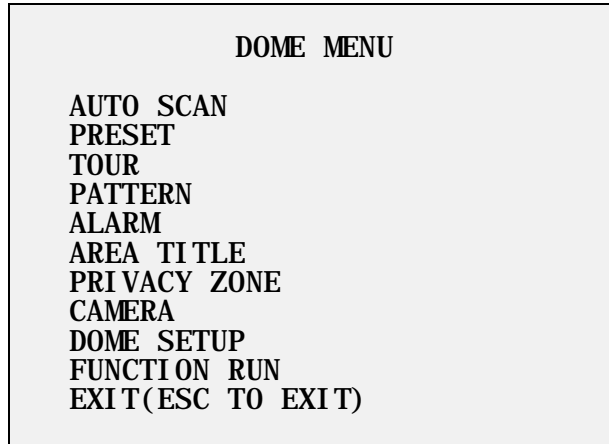 DOME MENU
AUTO SCAN
PRESET
TOUR
PATTERN
ALARM
AREA TITLE
PRIVACY ZONE
CAMERA
DOME SETUP
FUNCTION RUN
EXIT(ESC TO EXIT)